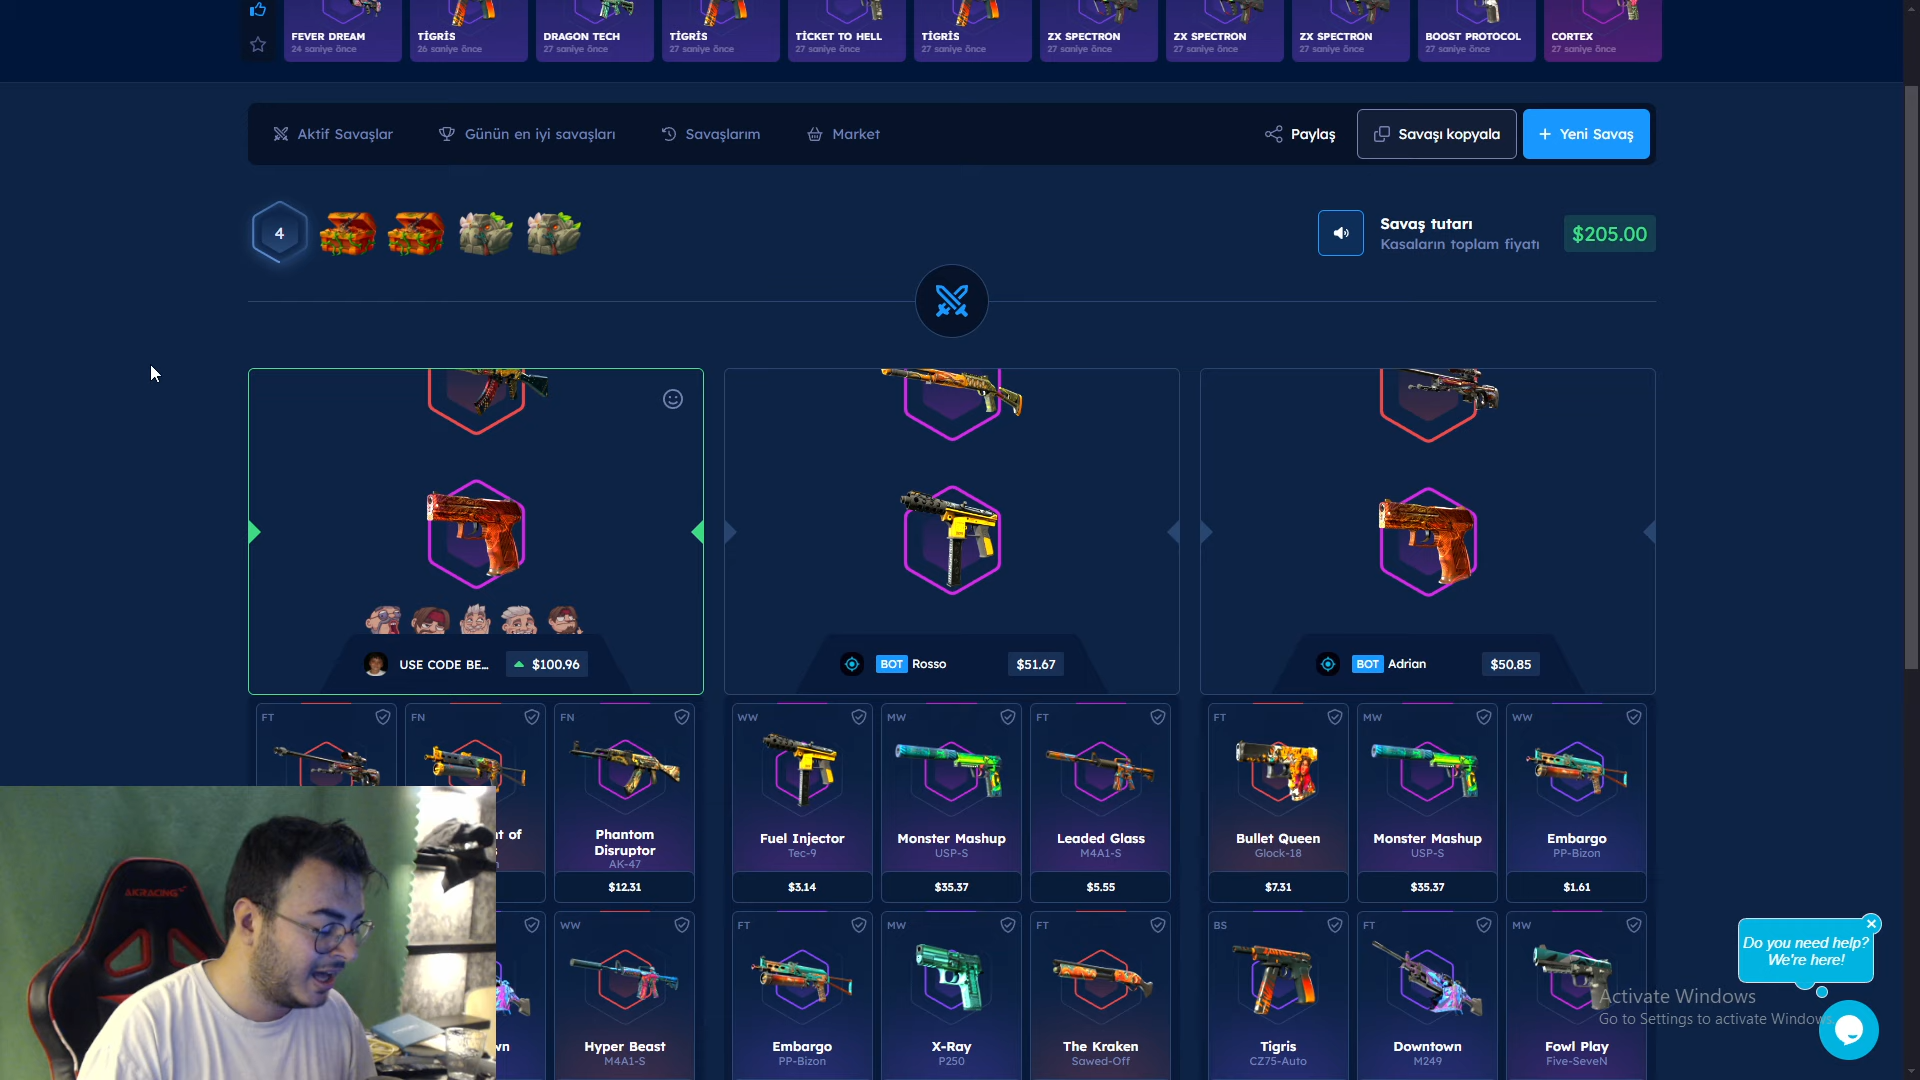 FEVER DREAM
24 saniye önce
TİGRİS
26 saniye önce
DRAGON TECH
27 saniye önce
TİGRİS
27 saniye önce
TİCKET TO HELL
27 saniye önce
TİGRİS
27 saniye önce
ZX SPECTRON
27 saniye önce
ZX SPECTRON
27 saniye önce
ZX SPECTRON
27 saniye önce
BOOST PROTOCOL
27 saniye önce
CORTEX
27 saniye önce
Aktif Savaşlar
Günün en iyi savaşları
Savaşlarım
Market
Paylaş
Savaşı kopyala
+ Yeni Savaş
4
Savaş tutarı
Kasaların toplam fiyatı
$205.00
USE CODE BE...
$100.96
BOT Rosso
$51.67
BOT Adrian
$50.85
FT
FN
FN
Phantom
Disruptor
AK-47
$12.31
WW
Fuel Injector
Tec-9
$3.14
MW
Monster Mashup
USP-S
$35.37
FT
Leaded Glass
M4A1-S
$5.55
FT
Bullet Queen
Glock-18
$7.31
MW
Monster Mashup
USP-S
$35.37
WW
Embargo
PP-Bizon
$1.61
WW
Hyper Beast
M4A1-S
FT
Embargo
PP-Bizon
MW
X-Ray
P250
FT
The Kraken
Sawed-Off
BS
Tigris
CZ75-Auto
FT
Downtown
M249
MW
Fowl Play
Five-SeveN
AKRACING
Do you need help?
We're here!
Activate Windows
Go to Settings to activate Windows.